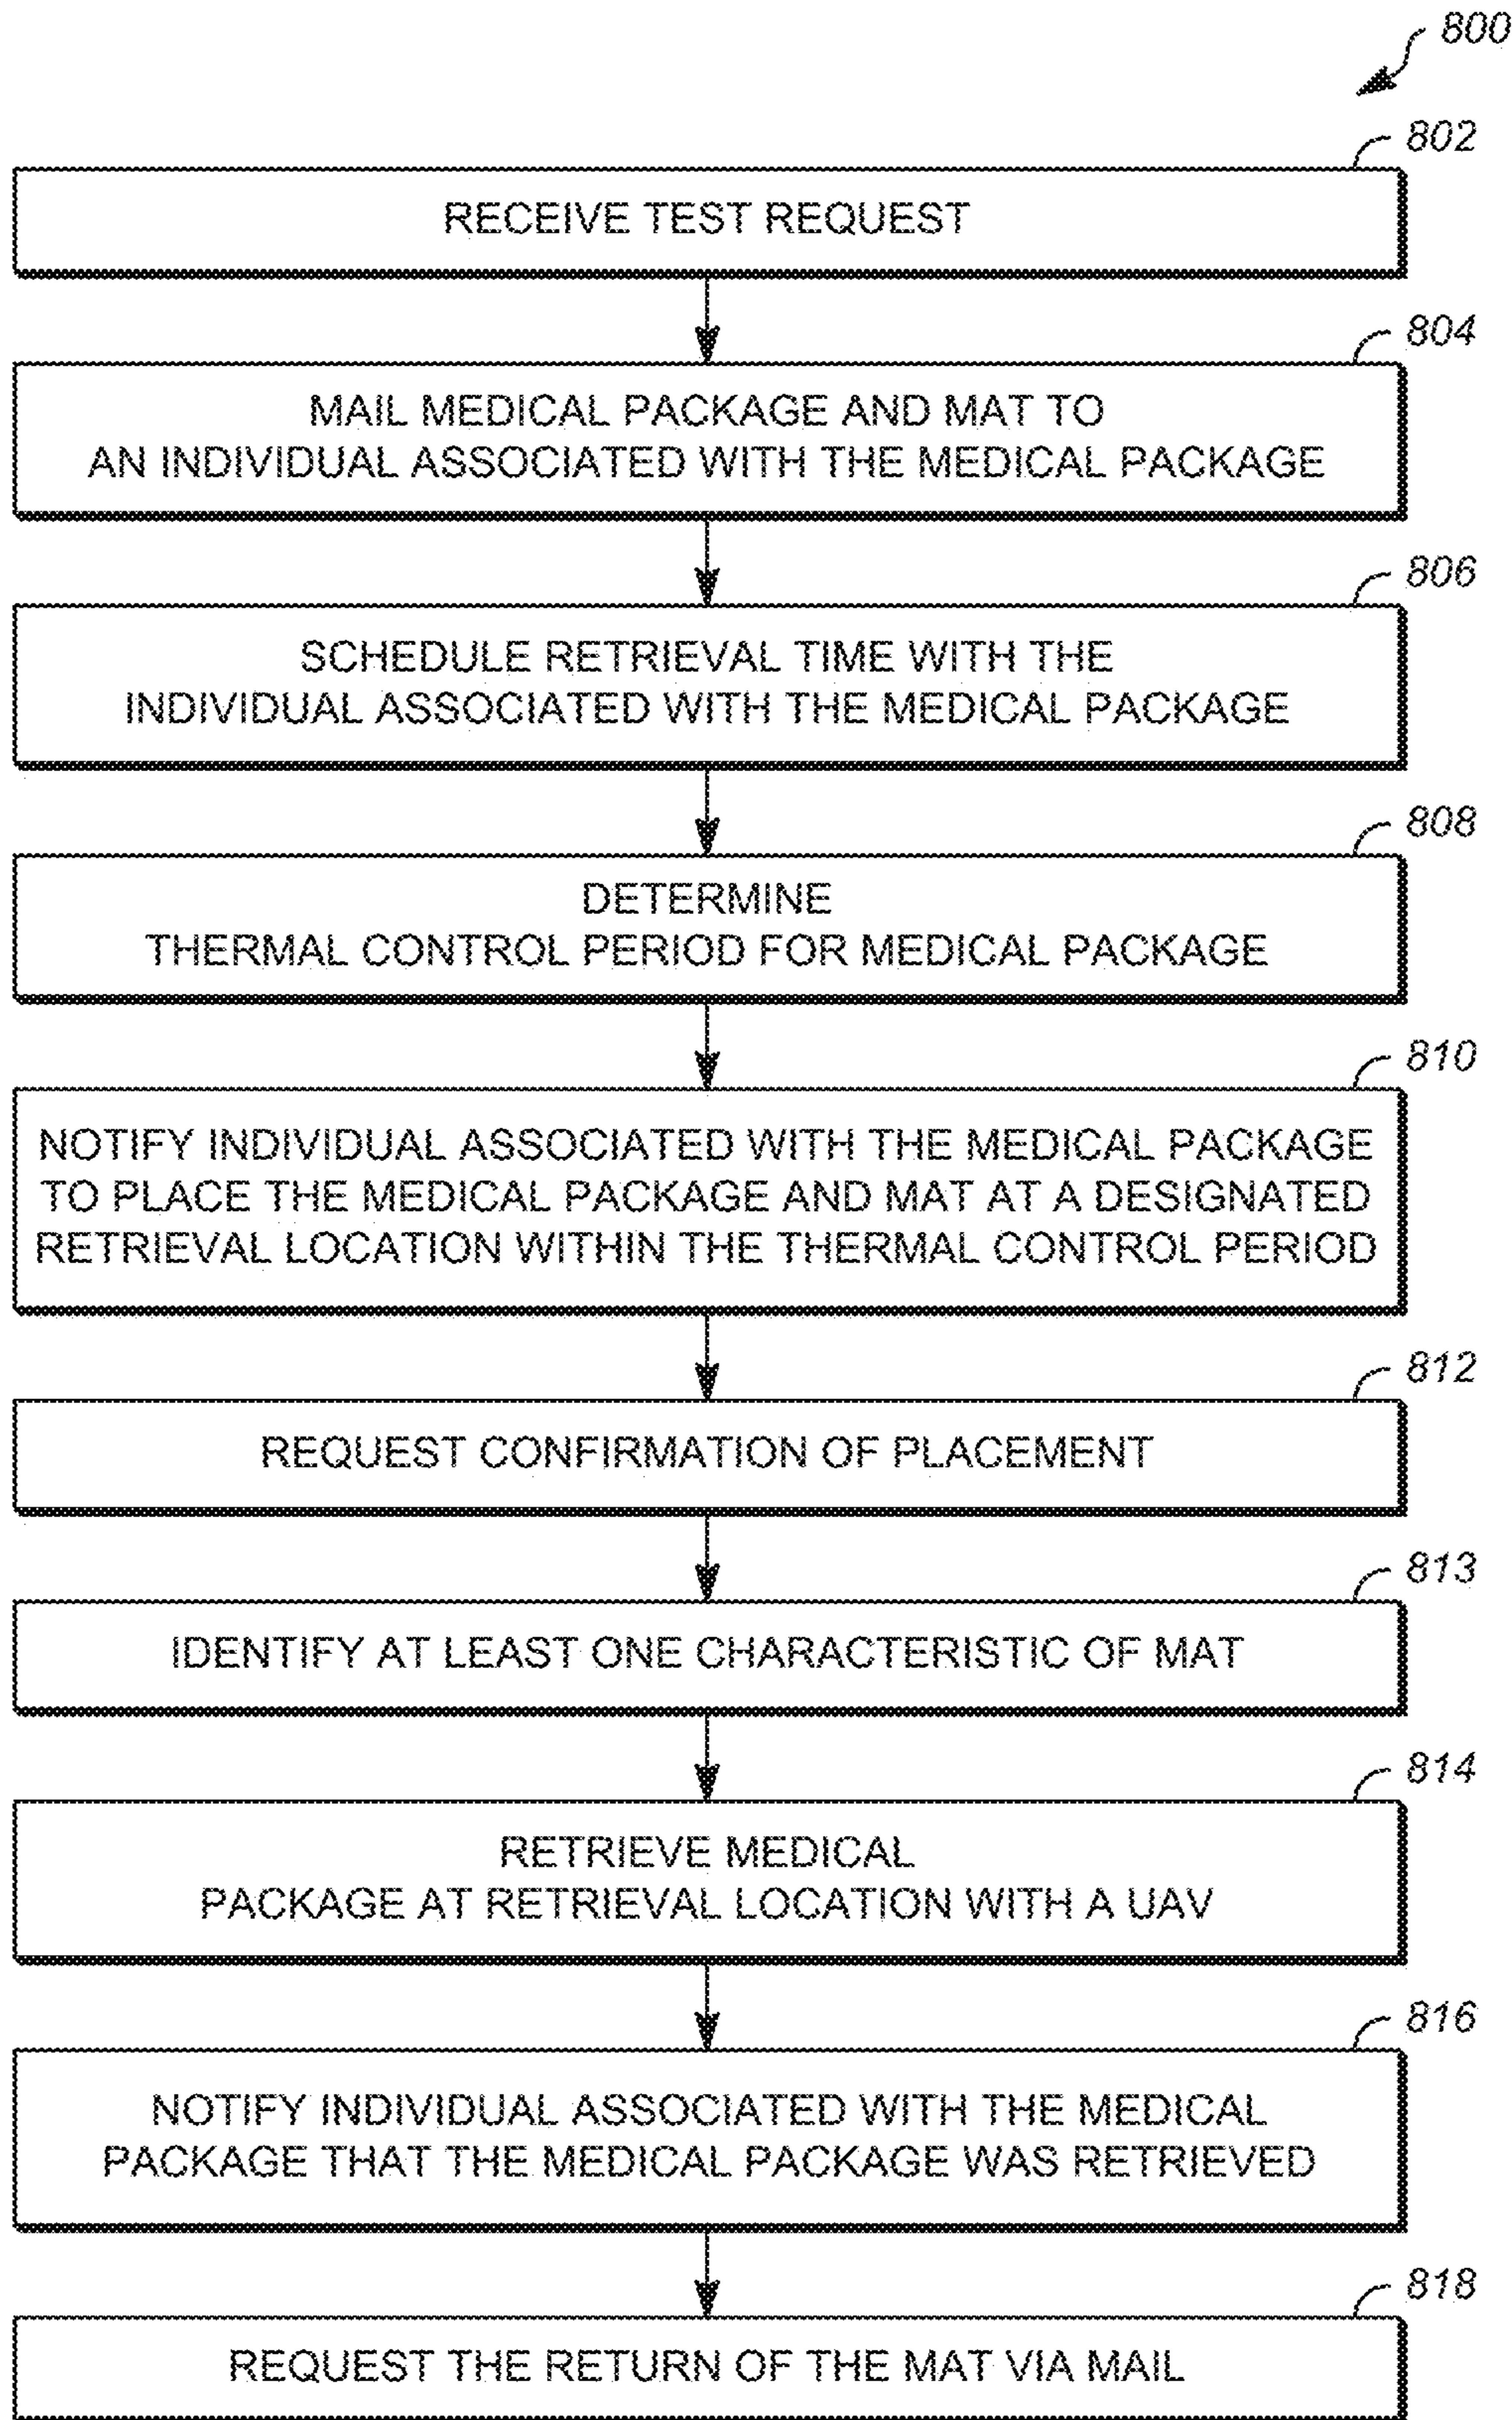 800
802
RECEIVE TEST REQUEST
804
MAIL MEDICAL PACKAGE AND MAT TO
AN INDIVIDUAL ASSOCIATED WITH THE MEDICAL PACKAGE
806
SCHEDULE RETRIEVAL TIME WITH THE
INDIVIDUAL ASSOCIATED WITH THE MEDICAL PACKAGE
808
DETERMINE
THERMAL CONTROL PERIOD FOR MEDICAL PACKAGE
810
NOTIFY INDIVIDUAL ASSOCIATED WITH THE MEDICAL PACKAGE
TO PLACE THE MEDICAL PACKAGE AND MAT AT A DESIGNATED
RETRIEVAL LOCATION WITHIN THE THERMAL CONTROL PERIOD
812
REQUEST CONFIRMATION OF PLACEMENT
813
IDENTIFY AT LEAST ONE CHARACTERISTIC OF MAT
814
RETRIEVE MEDICAL
PACKAGE AT RETRIEVAL LOCATION WITH A UAV
816
NOTIFY INDIVIDUAL ASSOCIATED WITH THE MEDICAL
PACKAGE THAT THE MEDICAL PACKAGE WAS RETRIEVED
818
REQUEST THE RETURN OF THE MAT VIA MAIL